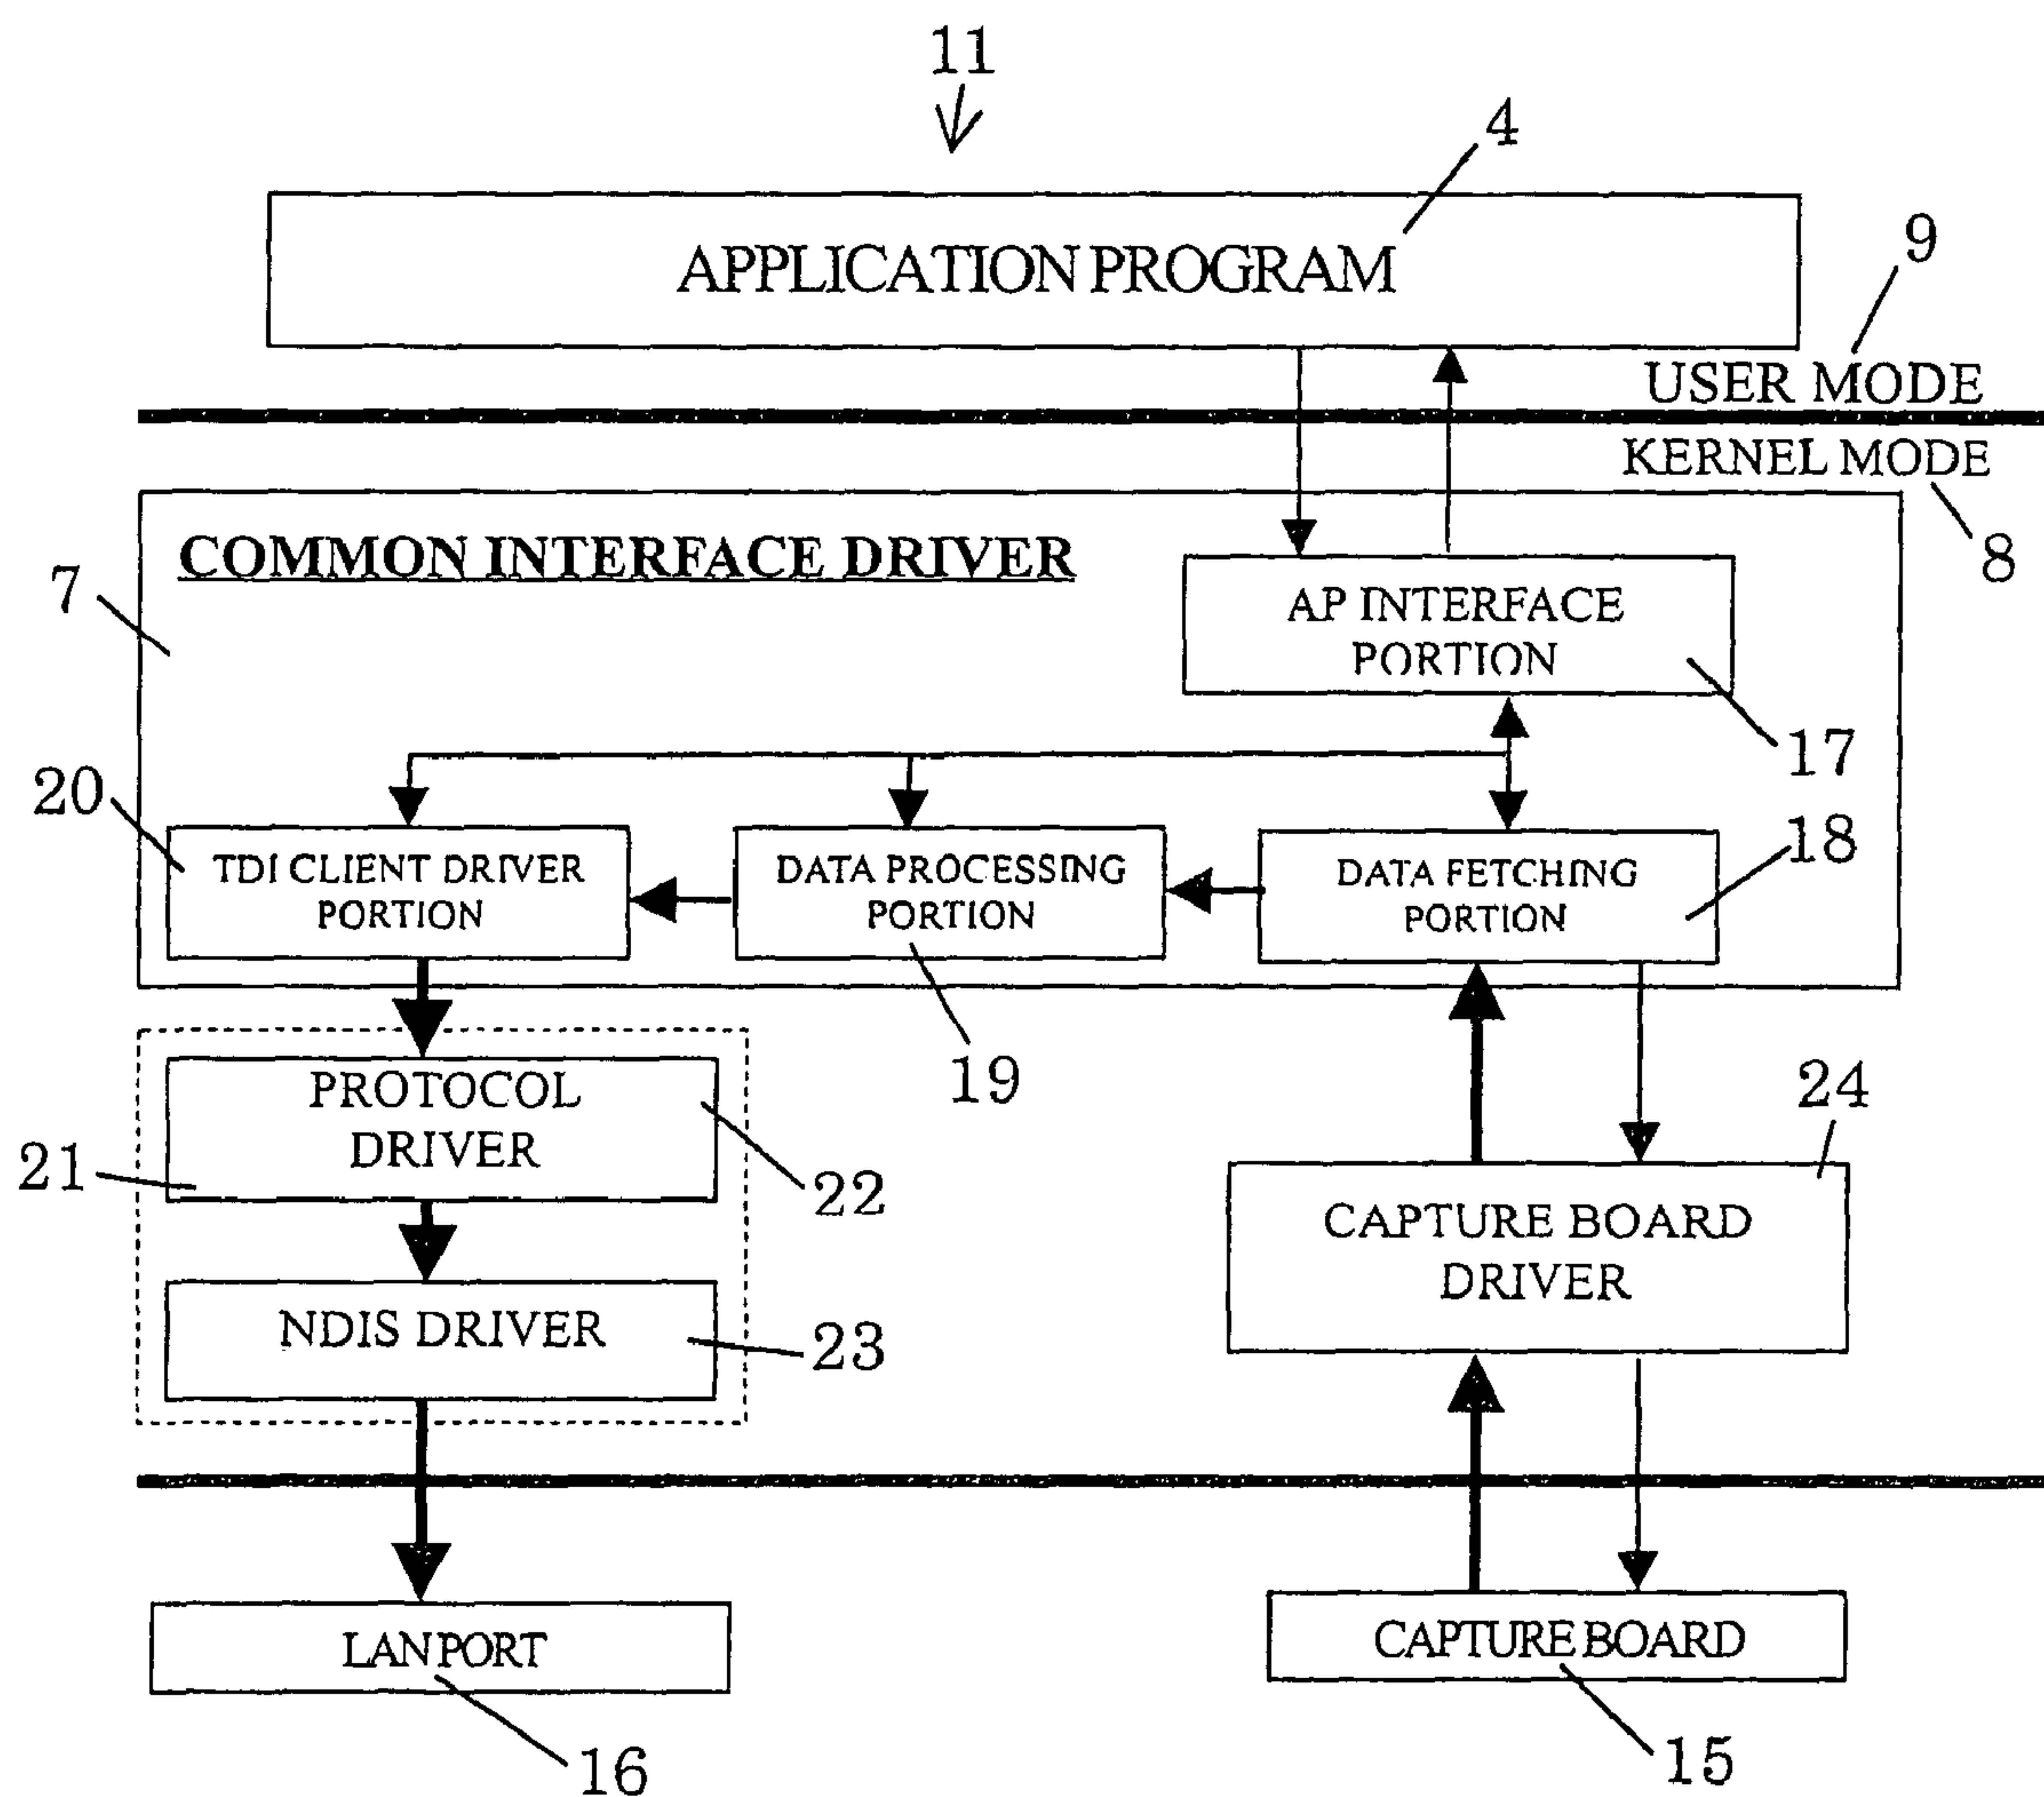 11
4
APPLICATION PROGRAM
9
USER MODE
KERNEL MODE
8
COMMON INTERFACE DRIVER
7
AP INTERFACE
PORTION
17
20
TDI CLIENT DRIVER
PORTION
DATA PROCESSING
PORTION
DATA FETCHING
PORTION
18
19
PROTOCOL
DRIVER
21
22
24
CAPTURE BOARD
DRIVER
NDIS DRIVER
23
LAN PORT
16
CAPTURE BOARD
15